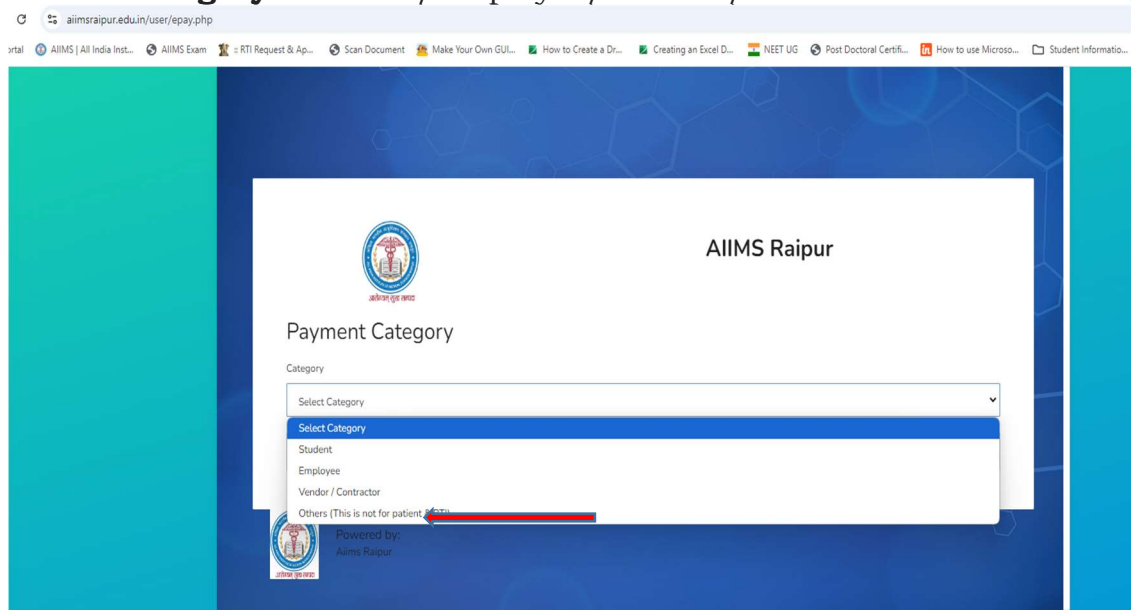 aiimsraipur.edu.in/user/epay.php
ortal AIIMS | All India Inst... AIIMS Exam :: RTI Request & Ap... Scan Document Make Your Own GUI... How to Create a Dr... Creating an Excel D... NEET UG Post Doctoral Certifi... How to use Microso... Student Informatio...
AIIMS Raipur
Payment Category
Category
Select Category
Select Category
Student
Employee
Vendor / Contractor
Others (This is not for patient
Powered by:
Aiims Raipur